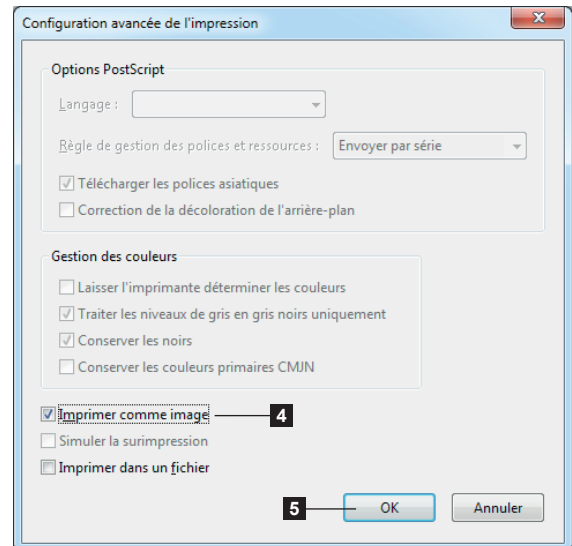 Configuration avancée de l'impression
Options PostScript
Langage :
Règle de gestion des polices et ressources : Envoyer par série
Télécharger les polices asiatiques
Correction de la décoloration de l'arrière-plan
Gestion des couleurs
Laisser l'imprimante déterminer les couleurs
Traiter les niveaux de gris en gris noirs uniquement
Conserver les noirs
Conserver les couleurs primaires CMJN
Imprimer comme image 4
Simuler la surimpression
Imprimer dans un fichier
5 OK Annuler